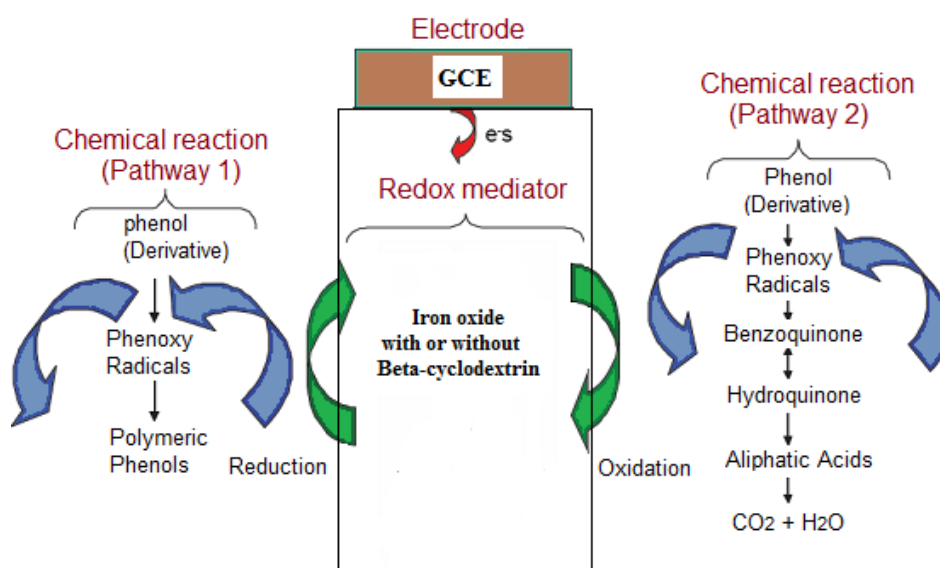 Electrode
GCE
e-s
Redox mediator
Iron oxide
with or without
Beta-cyclodextrin
Chemical reaction
(Pathway 1)
phenol
(Derivative)
Phenoxy
Radicals
Polymeric
Phenols
Reduction
Oxidation
Chemical reaction
(Pathway 2)
Phenol
(Derivative)
Phenoxy
Radicals
Benzoquinone
Hydroquinone
Aliphatic Acids
CO2 + H2O